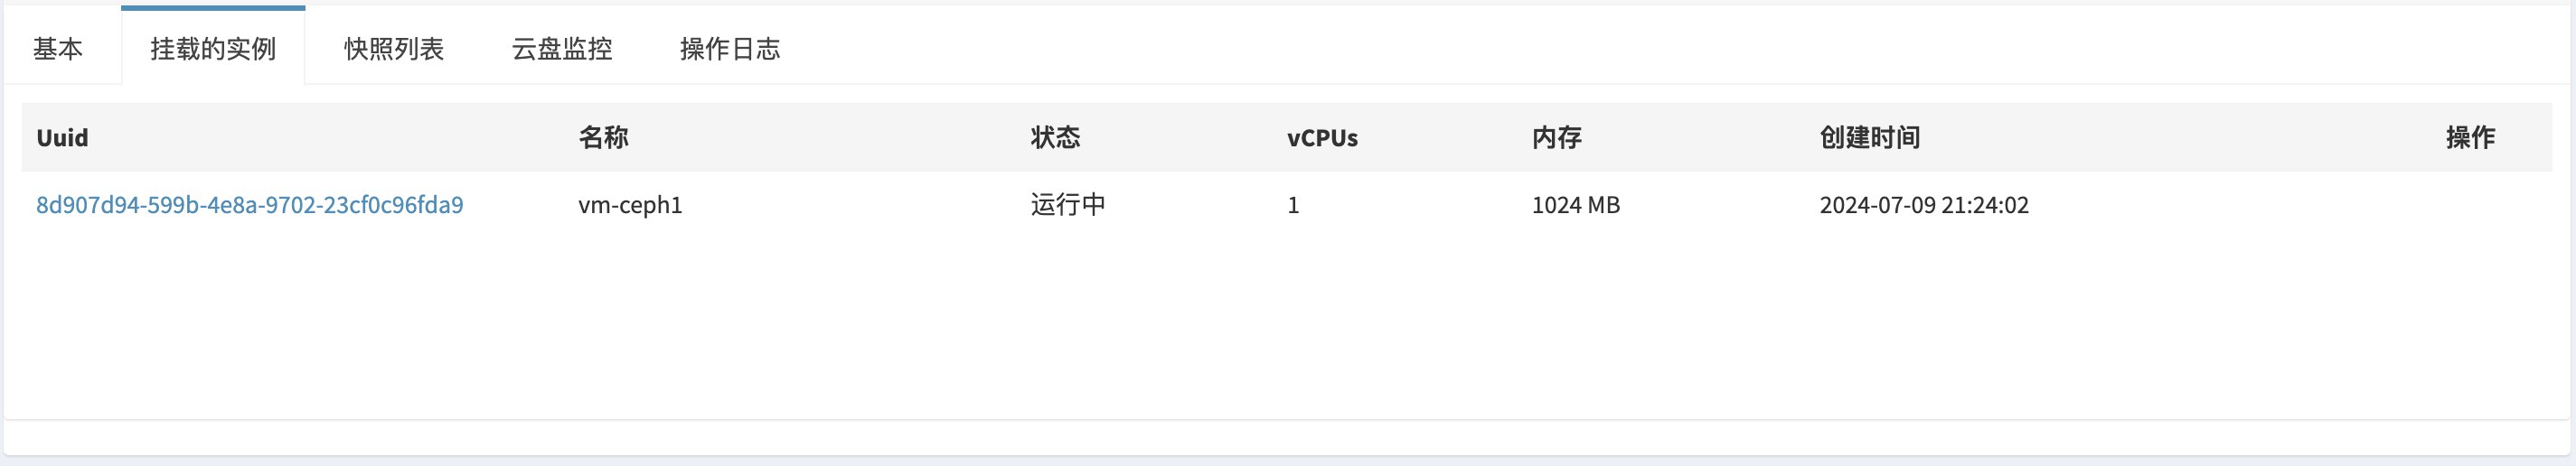 基本 挂载的实例 快照列表 云盘监控 操作日志
Uuid 名称 状态 vCPUs 内存 创建时间 操作
8d907d94-599b-4e8a-9702-23cf0c96fda9 vm-ceph1 运行中 1 1024 MB 2024-07-09 21:24:02